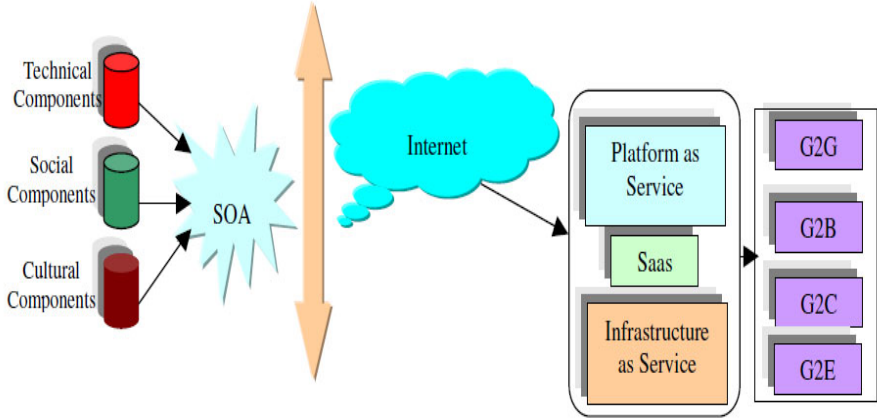 Technical
Components
Social
Components
Cultural
Components
SOA
Internet
Platform as
Service
Saas
Infrastructure
as Service
G2G
G2B
G2C
G2E